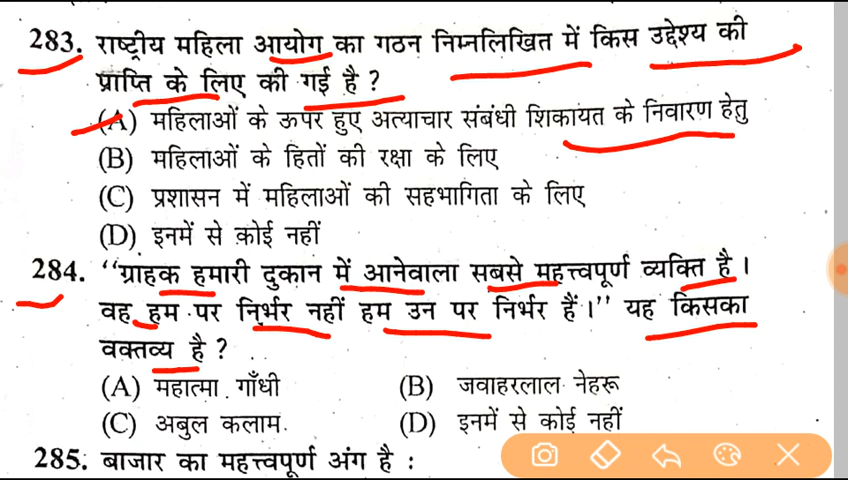 283. राष्ट्रीय महिला आयोग का गठन निम्नलिखित में किस उद्देश्य की
प्राप्ति के लिए की गई है ?
(A) महिलाओं के ऊपर हुए अत्याचार संबंधी शिकायत के निवारण हेतु
(B) महिलाओं के हितों की रक्षा के लिए
(C) प्रशासन में महिलाओं की सहभागिता के लिए
(D) इनमें से कोई नहीं
284. “ग्राहक हमारी दुकान में आनेवाला सबसे महत्त्वपूर्ण व्यक्ति है।
वह हम पर निर्भर नहीं हम उन पर निर्भर हैं।” यह किसका
वक्तव्य है ?
(A) महात्मा गाँधी (B) जवाहरलाल नेहरू
(C) अबुल कलाम (D) इनमें से कोई नहीं
285. बाजार का महत्त्वपूर्ण अंग है :